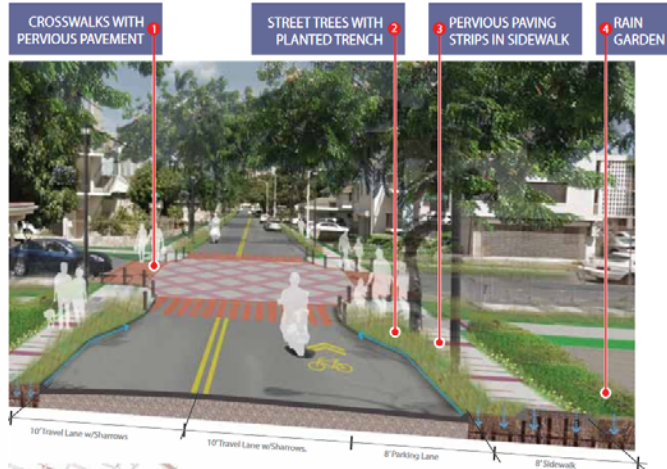 CROSSWALKS WITH
PERVIOUS PAVEMENT
1
STREET TREES WITH
PLANTED TRENCH
2
3
PERVIOUS PAVING
STRIPS IN SIDEWALK
4
RAIN
GARDEN
10' Travel Lane w/Sharrows
10' Travel Lane w/Sharrows.
8' Parking Lane
8' Sidewalk